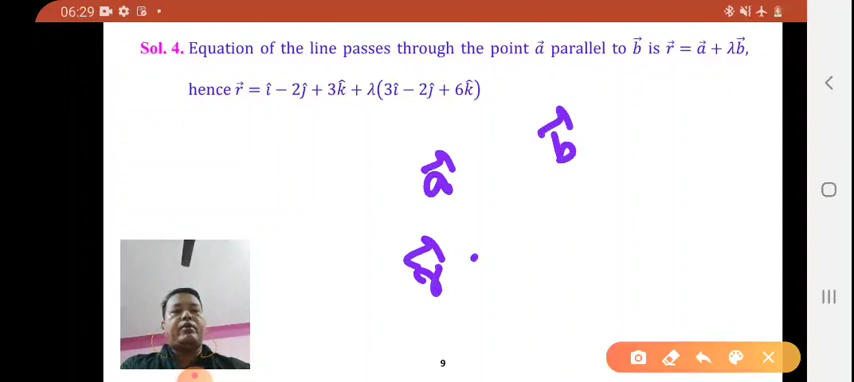 06:29
Sol. 4. Equation of the line passes through the point a⃗ parallel to b⃗ is r⃗ = a⃗ + λb⃗,
hence r⃗ = î − 2ĵ + 3k̂ + λ(3î − 2ĵ + 6k̂)
b⃗
a⃗
9